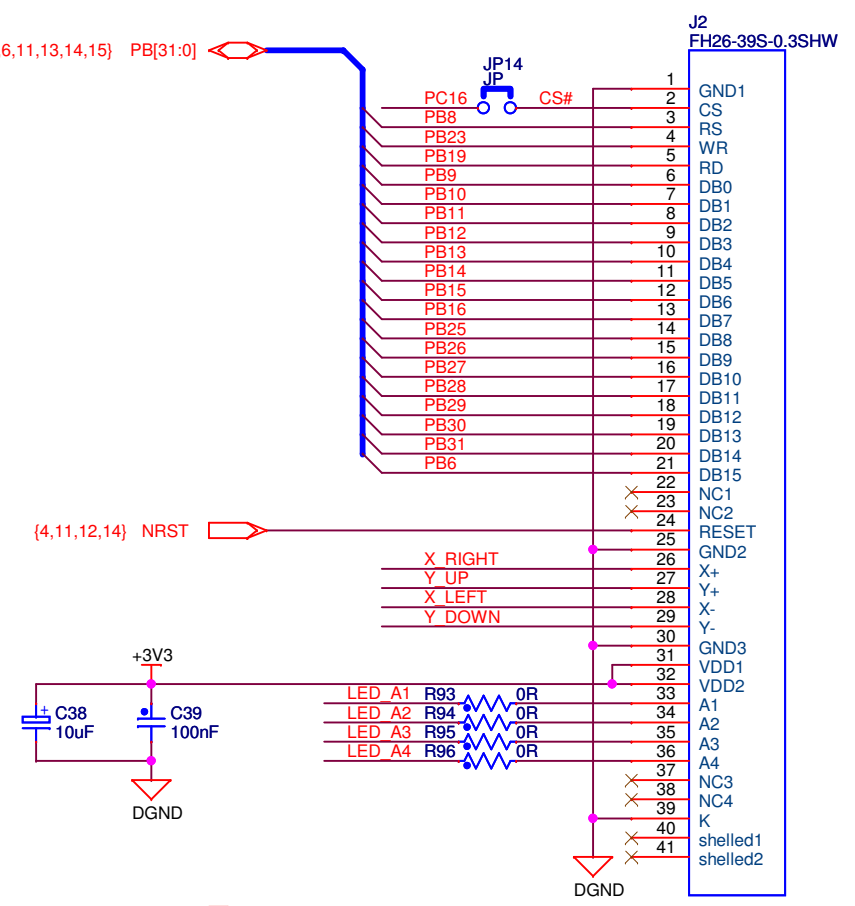 J2
FH26-39S-0.3SHW
6,11,13,14,15} PB[31:0]
JP14
JP
1 GND1
PC16 CS# 2 CS
PB8 3 RS
PB23 4 WR
PB19 5 RD
PB9 6 DB0
PB10 7 DB1
PB11 8 DB2
PB12 9 DB3
PB13 10 DB4
PB14 11 DB5
PB15 12 DB6
PB16 13 DB7
PB25 14 DB8
PB26 15 DB9
PB27 16 DB10
PB28 17 DB11
PB29 18 DB12
PB30 19 DB13
PB31 20 DB14
PB6 21 DB15
22 NC1
23 NC2
{4,11,12,14} NRST 24 RESET
25 GND2
X_RIGHT 26 X+
Y_UP 27 Y+
X_LEFT 28 X-
Y_DOWN 29 Y-
30 GND3
+3V3 31 VDD1
32 VDD2
LED_A1 R93 0R 33 A1
C38 C39 LED_A2 R94 0R 34 A2
10uF 100nF LED_A3 R95 0R 35 A3
LED_A4 R96 0R 36 A4
37 NC3
38 NC4
DGND 39 K
40 shelled1
41 shelled2
DGND